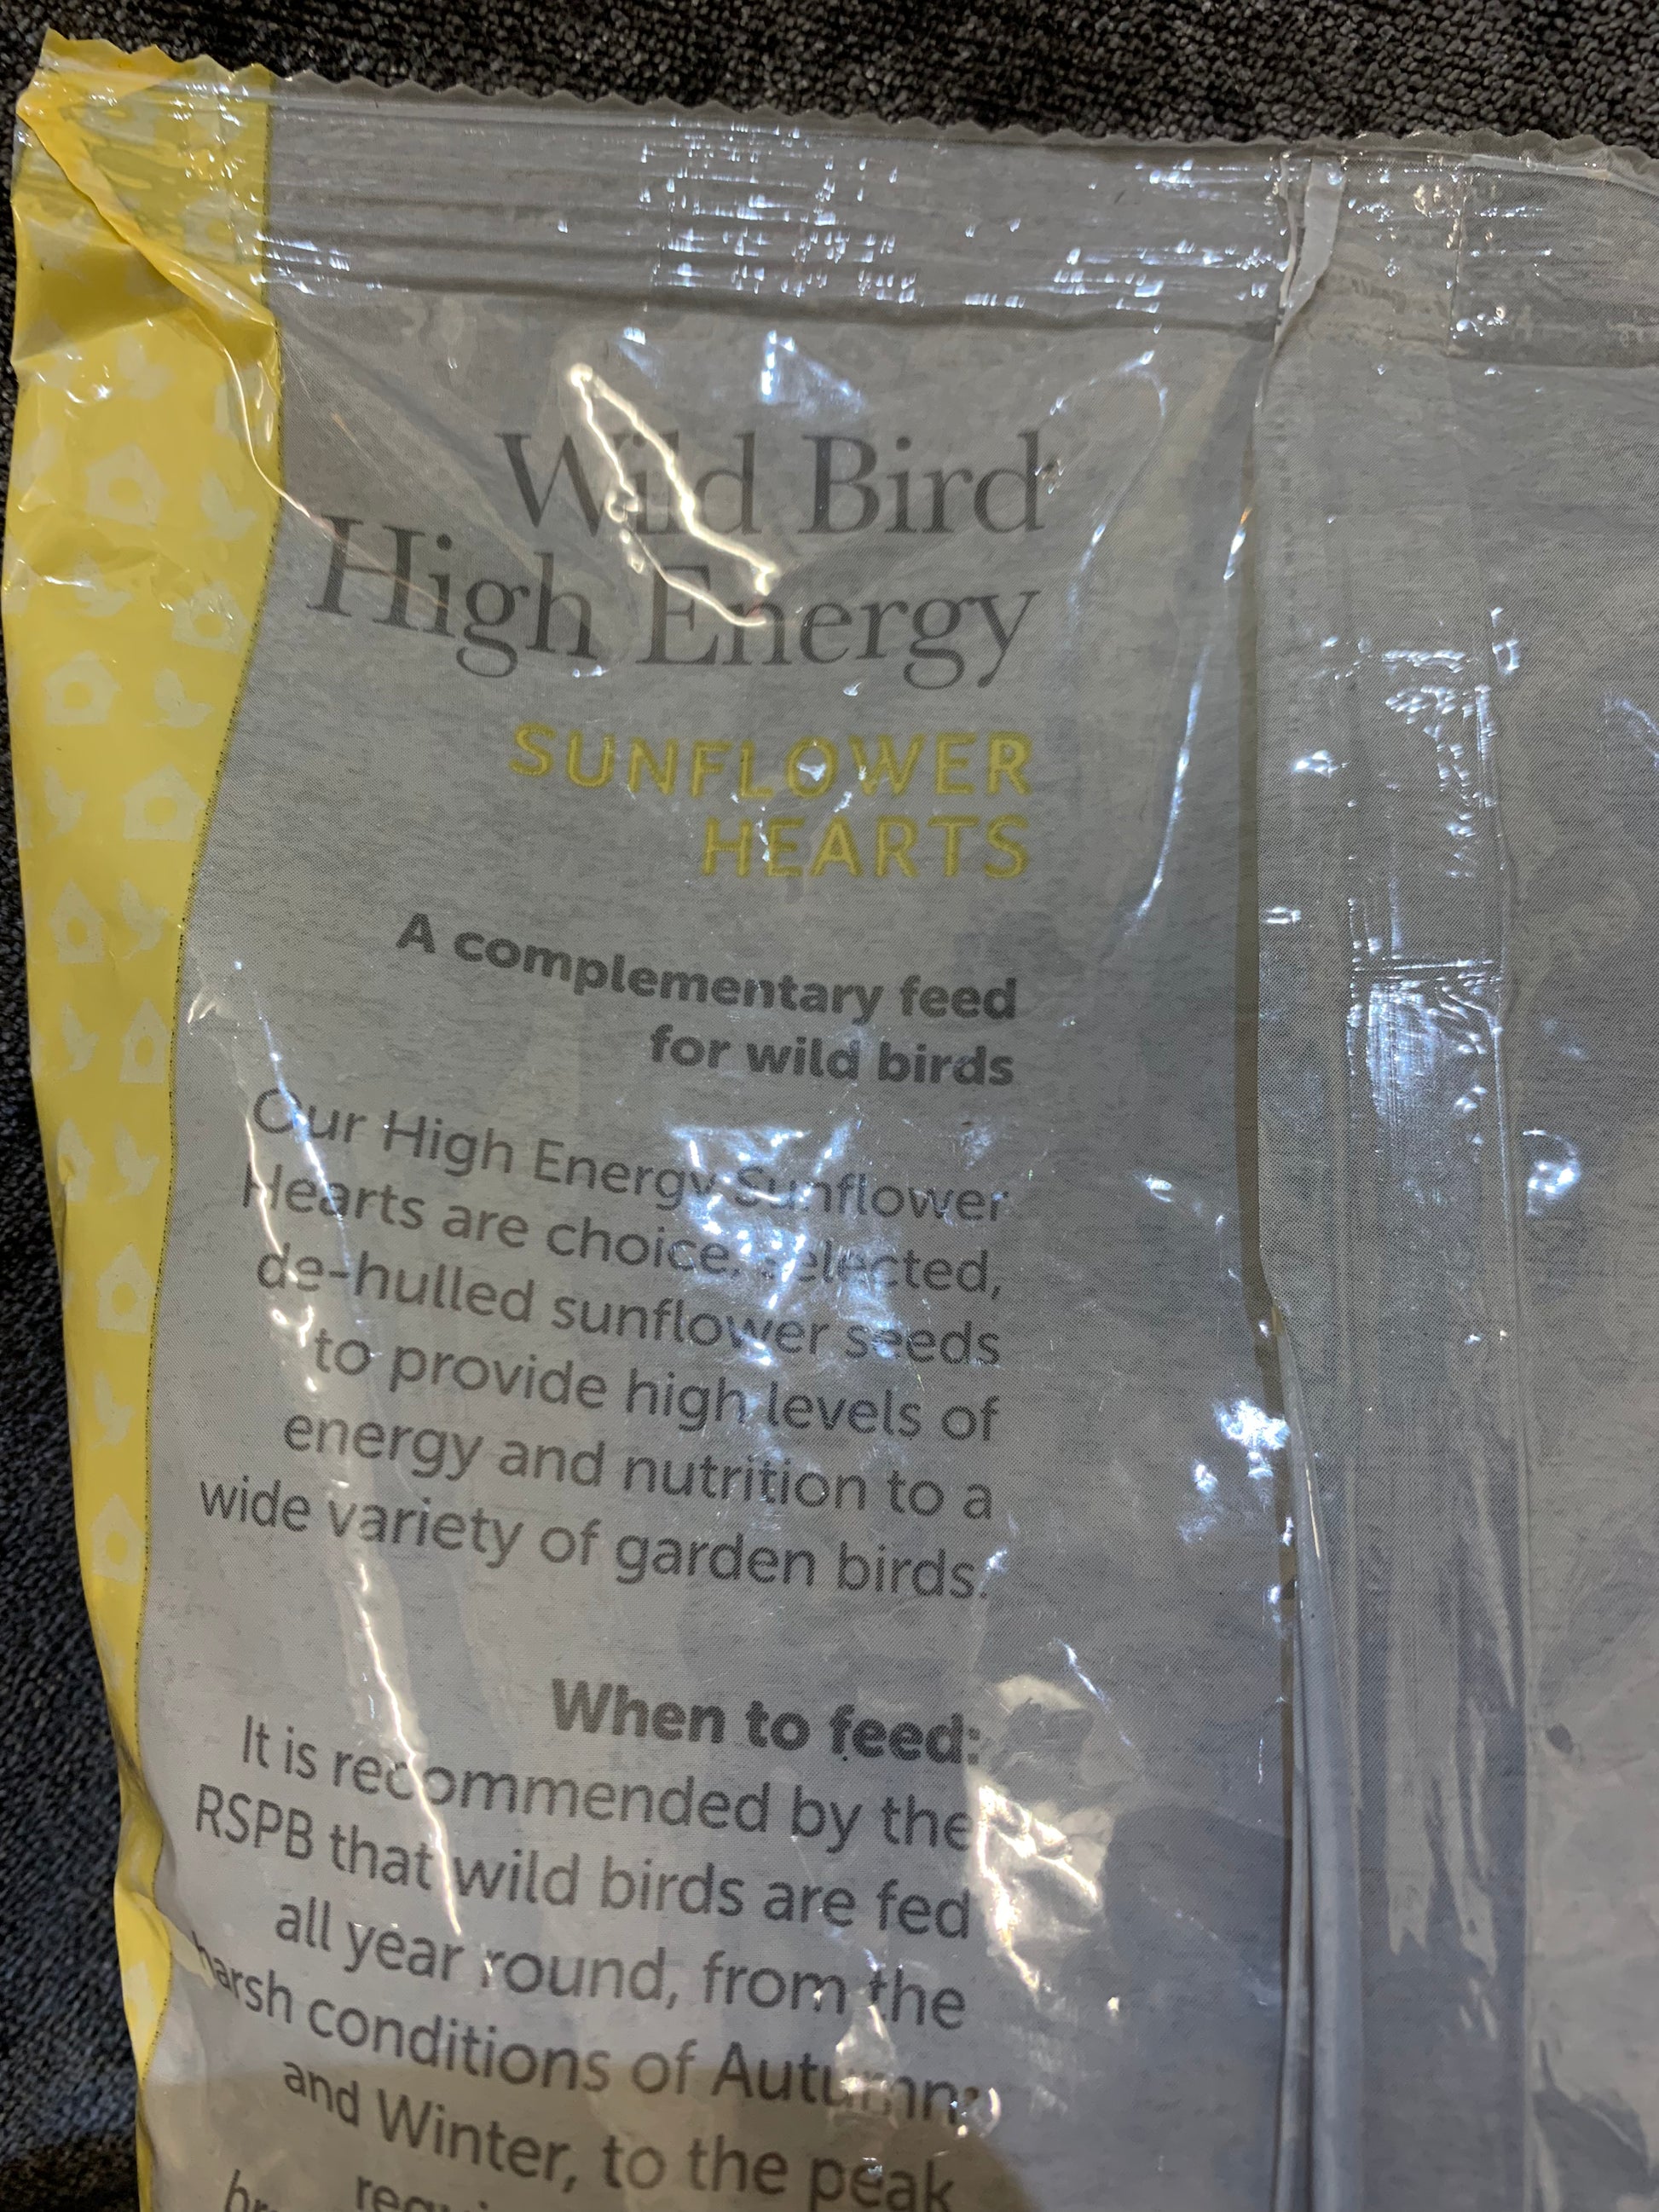 Wild Bird
High Energy
SUNFLOWER
HEARTS
A complementary feed
for wild birds
Our High Energy Sunflower
Hearts are choice, selected,
de-hulled sunflower seeds
to provide high levels of
energy and nutrition to a
wide variety of garden birds.
When to feed:
It is recommended by the
RSPB that wild birds are fed
all year round, from the
harsh conditions of Autumn
and Winter, to the peak